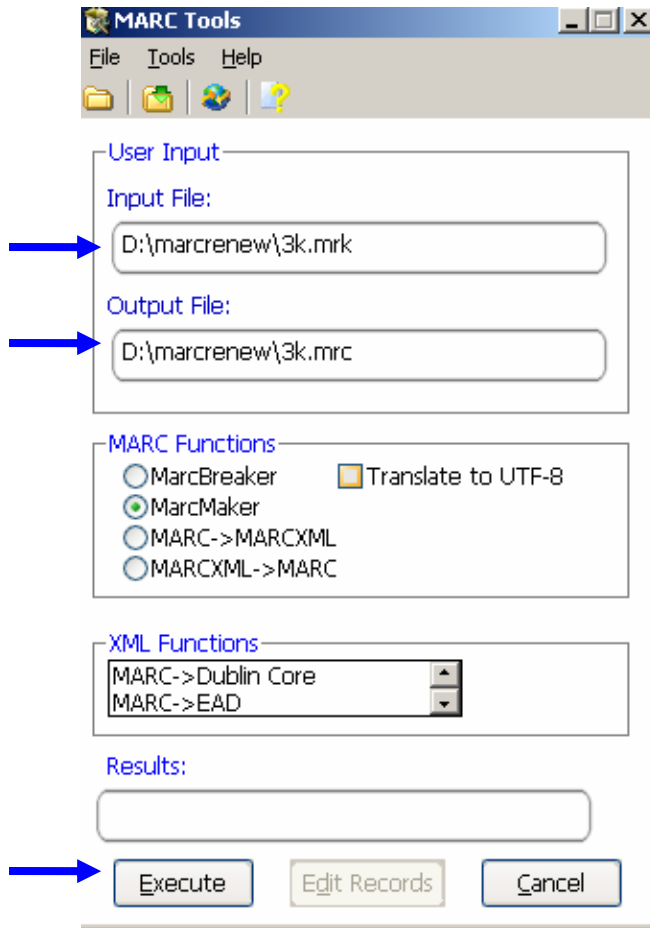 MARC Tools
File Tools Help
User Input
Input File:
D:\marcrenew\3k.mrk
Output File:
D:\marcrenew\3k.mrc
MARC Functions
MarcBreaker Translate to UTF-8
MarcMaker
MARC->MARCXML
MARCXML->MARC
XML Functions
MARC->Dublin Core
MARC->EAD
Results:
Execute Edit Records Cancel